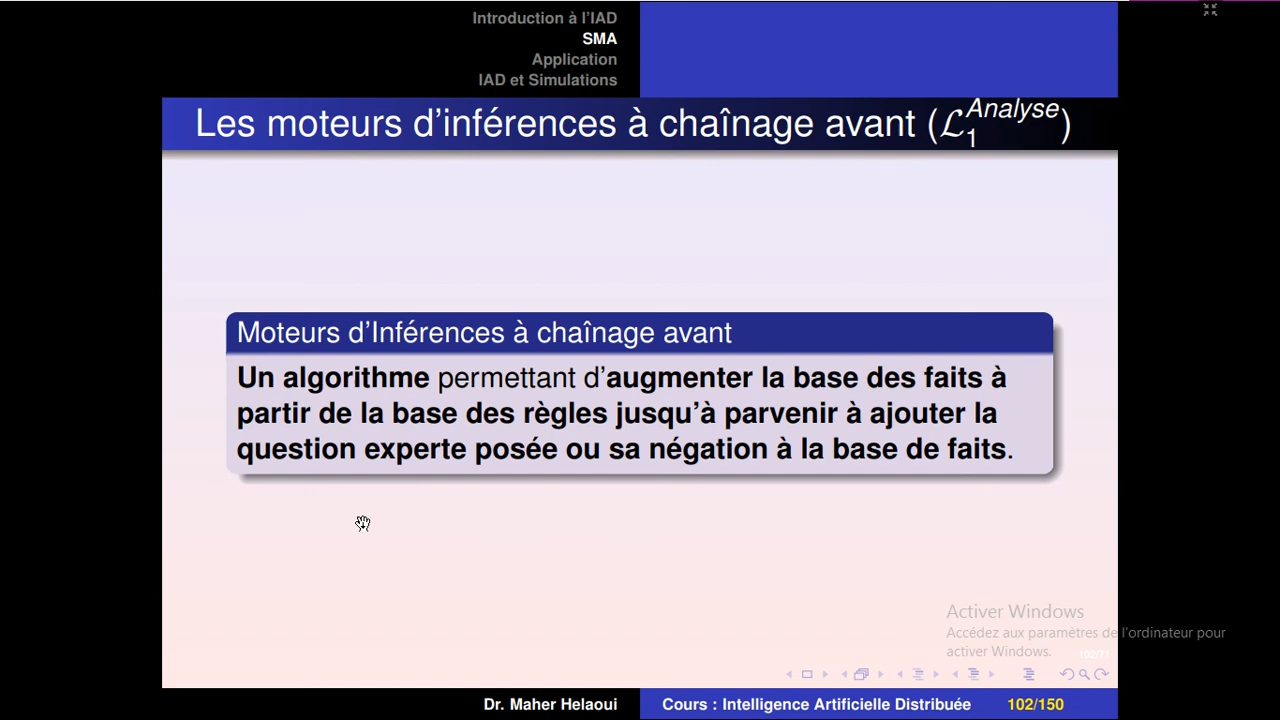 Introduction à l'IAD
SMA
Application
IAD et Simulations
Les moteurs d'inférences à chaînage avant (ℒ₁^Analyse)
Moteurs d'Inférences à chaînage avant
Un algorithme permettant d'augmenter la base des faits à
partir de la base des règles jusqu'à parvenir à ajouter la
question experte posée ou sa négation à la base de faits.
Activer Windows
Accédez aux paramètres de l'ordinateur pour
activer Windows.
Dr. Maher Helaoui
Cours : Intelligence Artificielle Distribuée
102/150